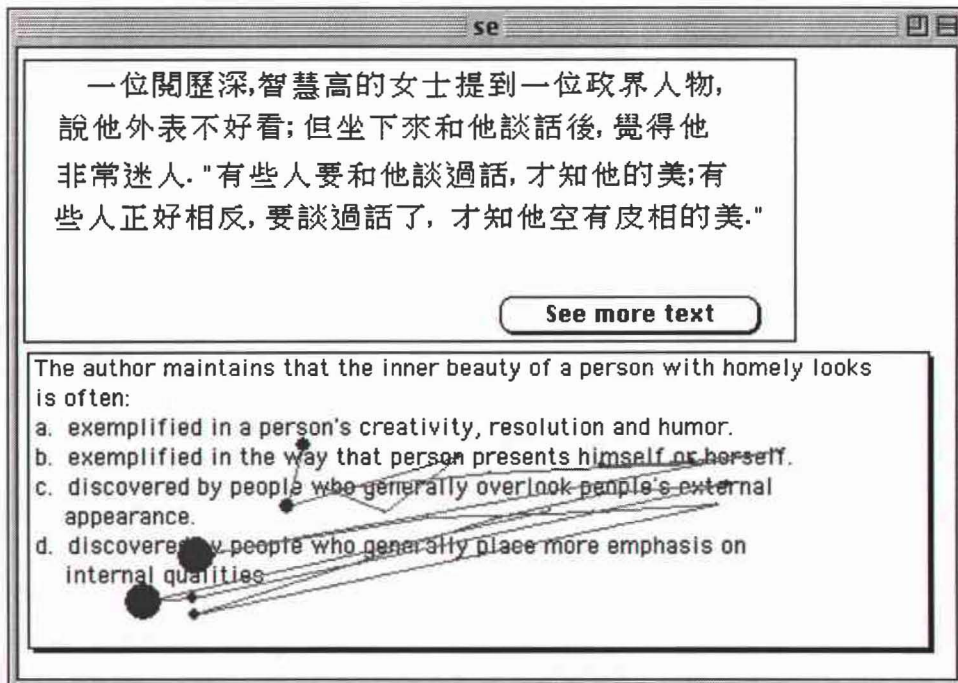 se
一位閱歷深,智慧高的女士提到一位政界人物,
說他外表不好看; 但坐下來和他談話後, 覺得他
非常迷人. "有些人要和他談過話, 才知他的美;有
些人正好相反, 要談過話了, 才知他空有皮相的美."
See more text
The author maintains that the inner beauty of a person with homely looks
is often:
a. exemplified in a person's creativity, resolution and humor.
b. exemplified in the way that person presents himself or herself.
c. discovered by people who generally overlook people's external
appearance.
d. discovered by people who generally place more emphasis on
internal qualities